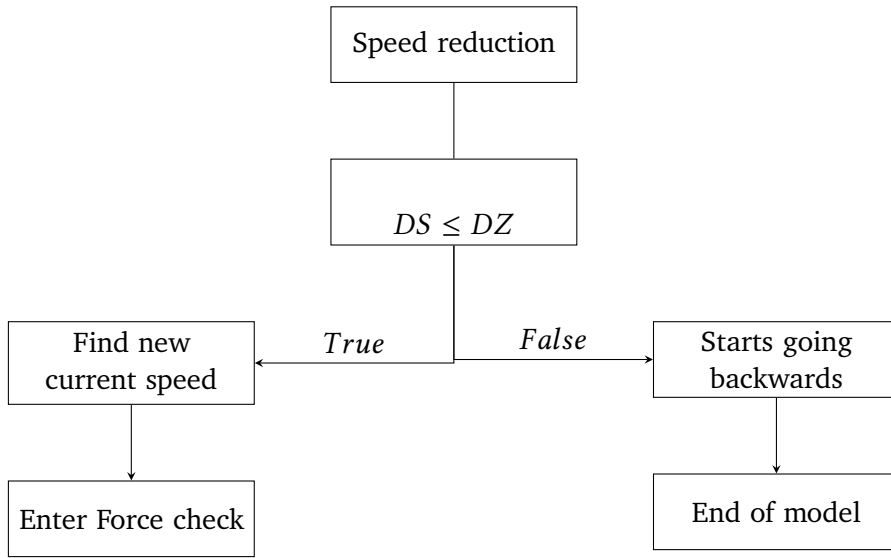 Speed reduction
DS ≤ DZ
True
False
Find new
current speed
Starts going
backwards
Enter Force check
End of model